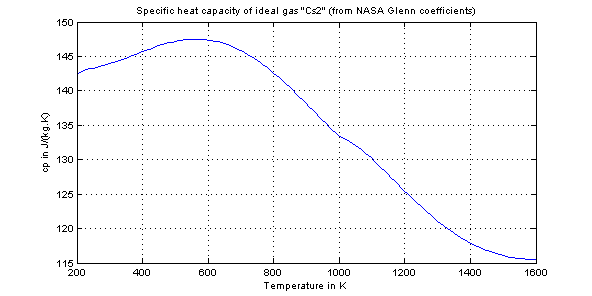 Specific heat capacity of ideal gas "Cs2" (from NASA Glenn coefficients)
150
145
140
135
130
125
120
115
cp in J/(kg.K)
200 400 600 800 1000 1200 1400 1600
Temperature in K